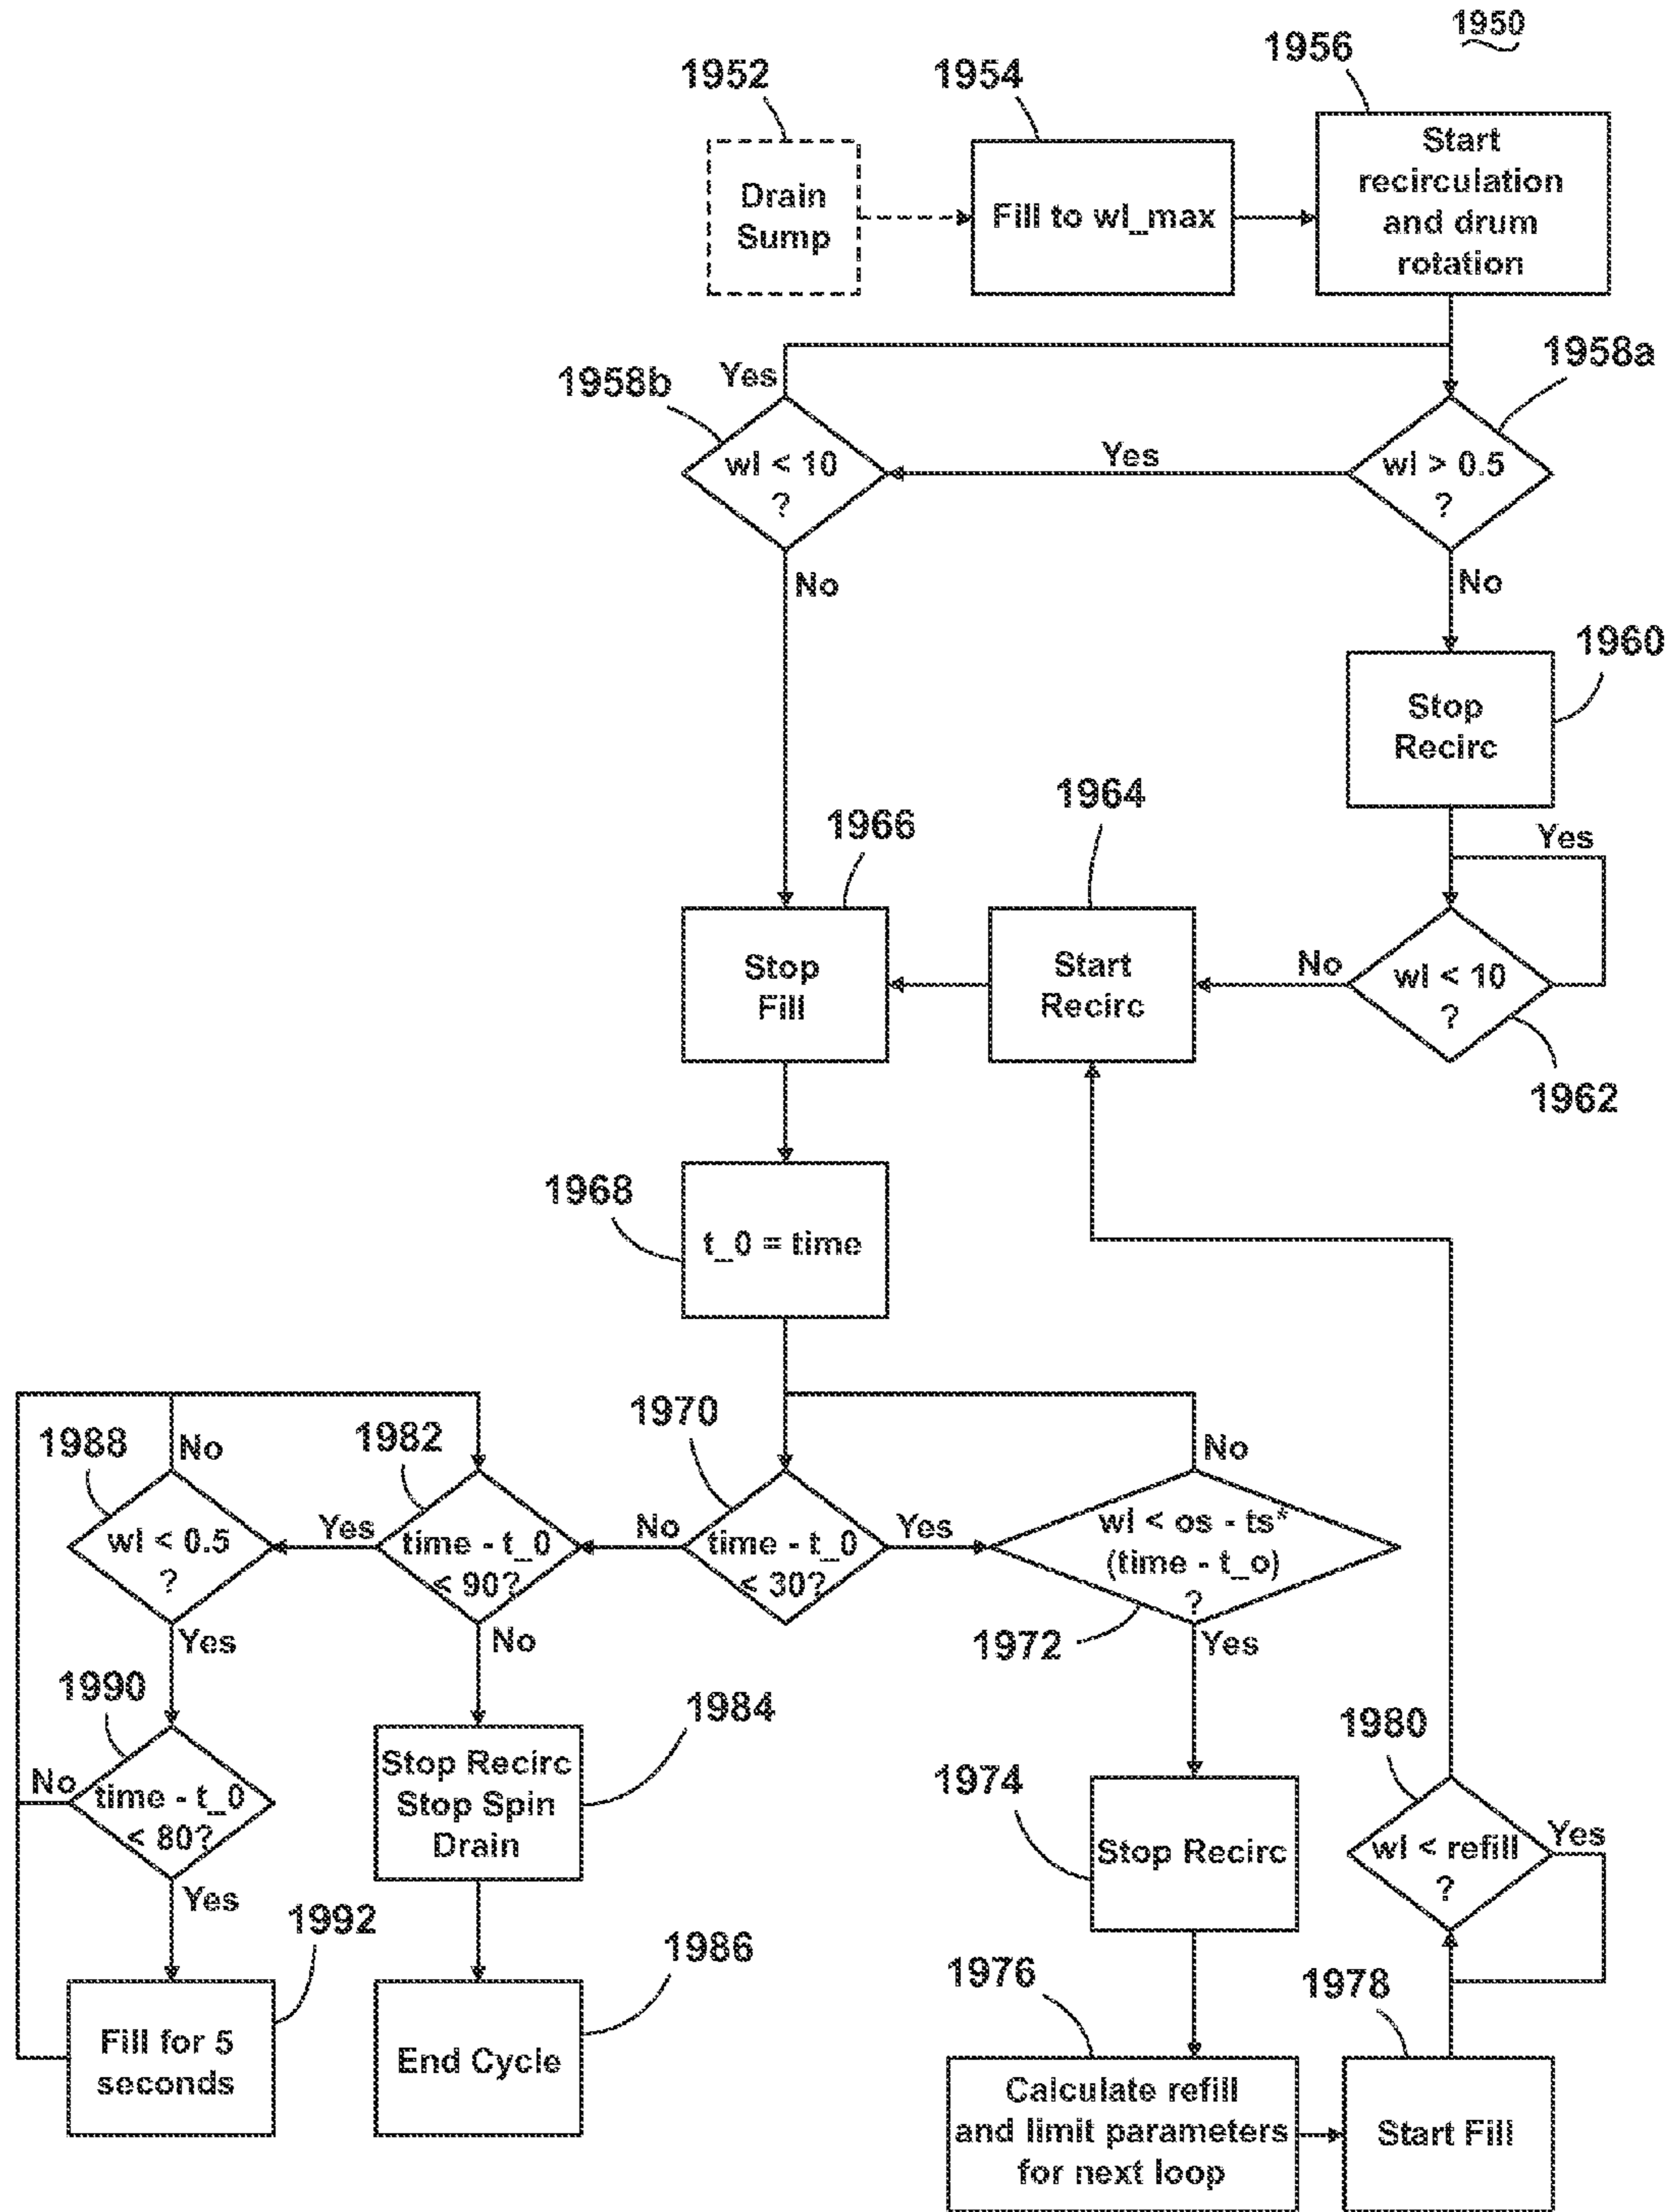 1950
1952
1954
1956
Drain
Sump
Fill to wl_max
Start
recirculation
and drum
rotation
1958b
Yes
1958a
wl < 10
?
Yes
wl > 0.5
?
No
No
1960
Stop
Recirc
1966
1964
Yes
Stop
Fill
Start
Recirc
No
wl < 10
?
1962
1968
t_0 = time
1988
No
1982
1970
No
wl < 0.5
?
Yes
time - t_0
< 90?
No
time - t_0
< 30?
Yes
wl < os - ts*
(time - t_o)
?
Yes
No
1972
Yes
1990
1984
1980
No
time - t_0
< 80?
Stop Recirc
Stop Spin
Drain
1974
Stop Recirc
wl < refill
?
Yes
Yes
1992
1986
1976
1978
Fill for 5
seconds
End Cycle
Calculate refill
and limit parameters
for next loop
Start Fill